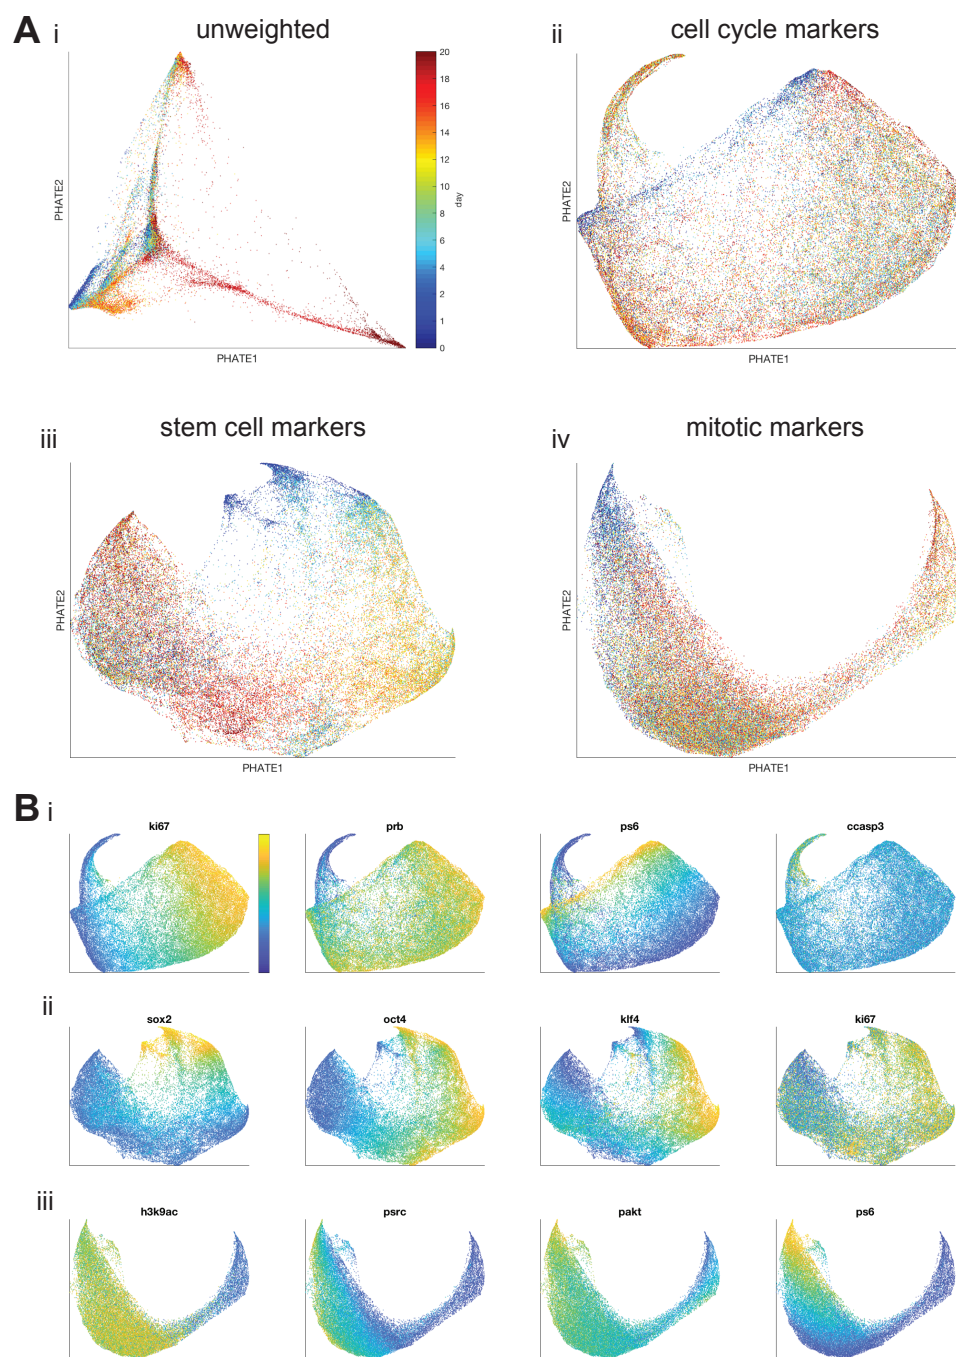 A i unweighted
ii cell cycle markers
PHATE2
PHATE1
20
18
16
14
12
10
8
6
4
2
0
day
PHATE2
PHATE1
iii stem cell markers
iv mitotic markers
PHATE2
PHATE1
PHATE2
PHATE1
B i
ki67 prb ps6 ccasp3
ii
sox2 oct4 klf4 ki67
iii
h3k9ac psrc pakt ps6